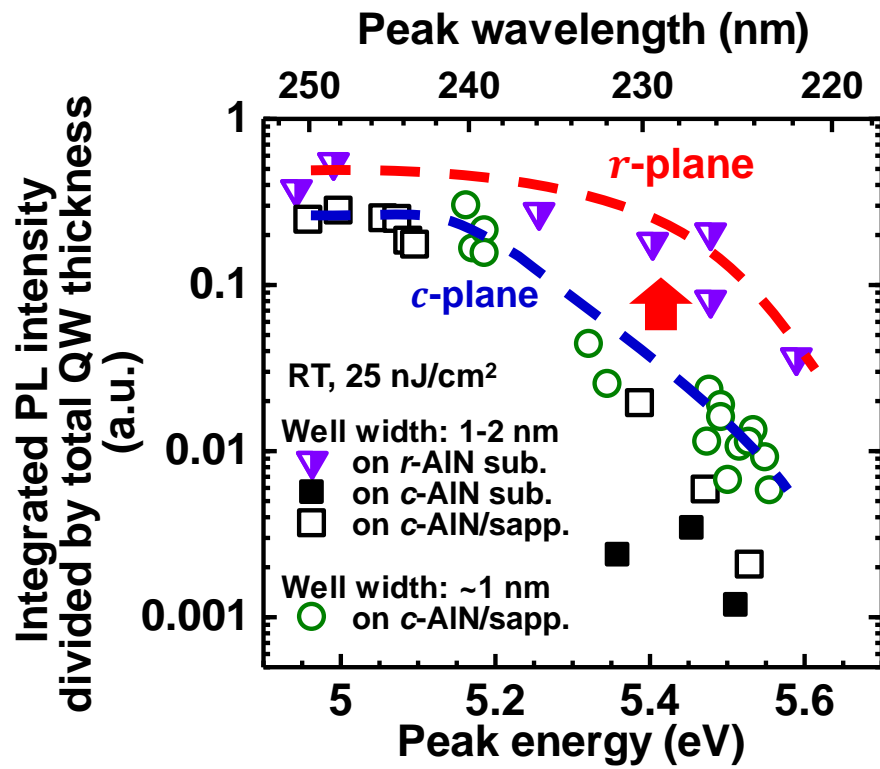 Peak wavelength (nm)
250 240 230 220
Integrated PL intensity
divided by total QW thickness
(a.u.)
1
0.1
0.01
0.001
r-plane
c-plane
RT, 25 nJ/cm²
Well width: 1-2 nm
on r-AlN sub.
on c-AlN sub.
on c-AlN/sapp.
Well width: ~1 nm
on c-AlN/sapp.
5 5.2 5.4 5.6
Peak energy (eV)